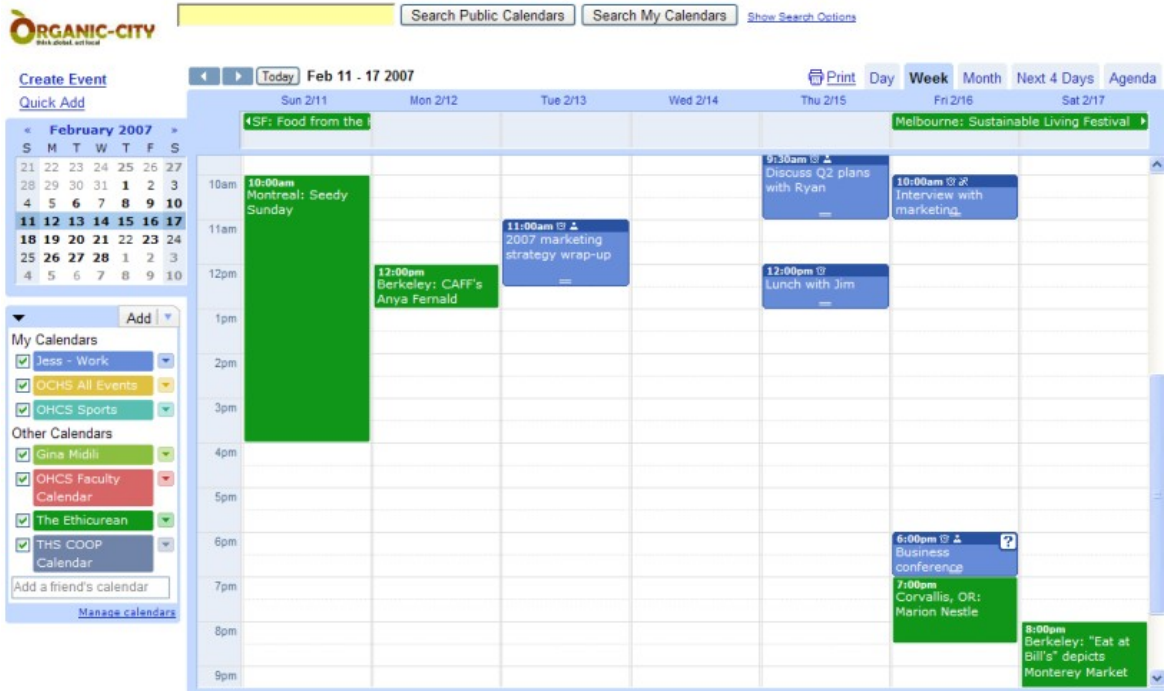 ORGANIC-CITY
think global, act local
Search Public Calendars
Search My Calendars
Show Search Options
Create Event
Quick Add
Today
Feb 11 - 17 2007
Print
Day
Week
Month
Next 4 Days
Agenda
« February 2007 »
S M T W T F S
21 22 23 24 25 26 27
28 29 30 31 1 2 3
4 5 6 7 8 9 10
11 12 13 14 15 16 17
18 19 20 21 22 23 24
25 26 27 28 1 2 3
4 5 6 7 8 9 10
Add
My Calendars
Jess - Work
OCHS All Events
OHCS Sports
Other Calendars
Gina Midili
OHCS Faculty
Calendar
The Ethicurean
THS COOP
Calendar
Add a friend's calendar
Manage calendars
Sun 2/11
Mon 2/12
Tue 2/13
Wed 2/14
Thu 2/15
Fri 2/16
Sat 2/17
SF: Food from the
Melbourne: Sustainable Living Festival
10am
11am
12pm
1pm
2pm
3pm
4pm
5pm
6pm
7pm
8pm
9pm
10:00am
Montreal: Seedy
Sunday
12:00pm
Berkeley: CAFF's
Anya Fernald
11:00am
2007 marketing
strategy wrap-up
9:30am
Discuss Q2 plans
with Ryan
12:00pm
Lunch with Jim
10:00am
Interview with
marketing
6:00pm ?
Business
conference
7:00pm
Corvallis, OR:
Marion Nestle
8:00pm
Berkeley: "Eat at
Bill's" depicts
Monterey Market